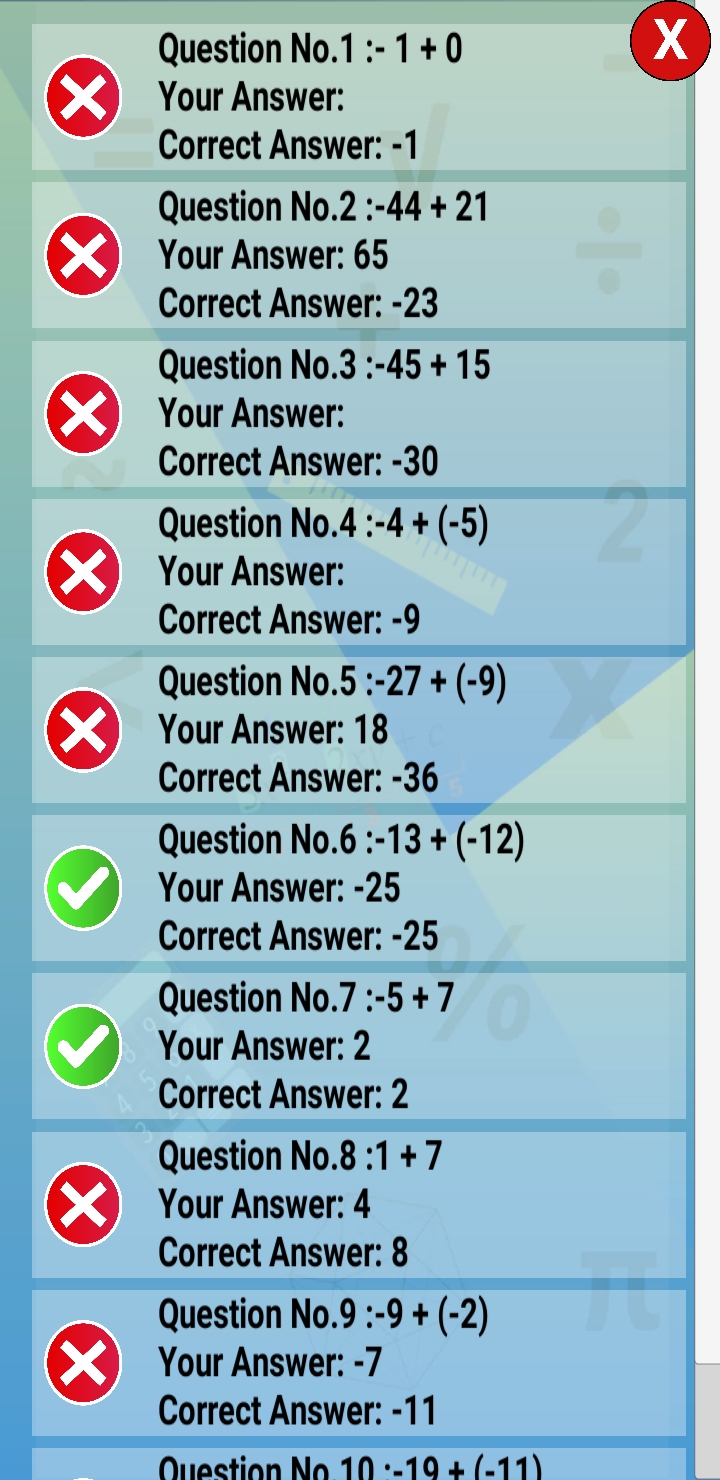 X
Question No.1 :- 1 + 0
Your Answer:
Correct Answer: -1
Question No.2 :-44 + 21
Your Answer: 65
Correct Answer: -23
Question No.3 :-45 + 15
Your Answer:
Correct Answer: -30
Question No.4 :-4 + (-5)
Your Answer:
Correct Answer: -9
Question No.5 :-27 + (-9)
Your Answer: 18
Correct Answer: -36
Question No.6 :-13 + (-12)
Your Answer: -25
Correct Answer: -25
Question No.7 :-5 + 7
Your Answer: 2
Correct Answer: 2
Question No.8 :1 + 7
Your Answer: 4
Correct Answer: 8
Question No.9 :-9 + (-2)
Your Answer: -7
Correct Answer: -11
Question No.10 :-19 + (-11)